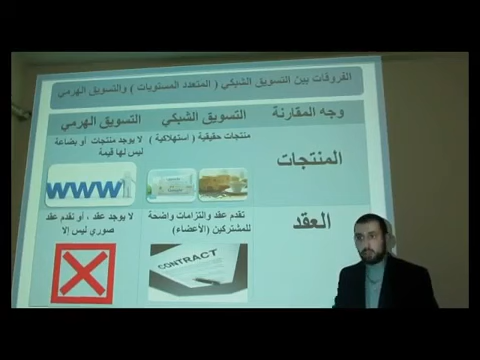 الفروقات بين التسويق الشبكي ( المتعدد المستويات ) والتسويق الهرمي
وجه المقارنة
التسويق الشبكي
التسويق الهرمي
المنتجات
منتجات حقيقية ( استهلاكية )
لا يوجد منتجات أو بضاعة
ليس لها قيمة
WWW
العقد
تقدم عقد والتزامات واضحة
للمشتركين (الأعضاء)
لا يوجد عقد ، أو تقدم عقد
صوري ليس إلا
CONTRACT